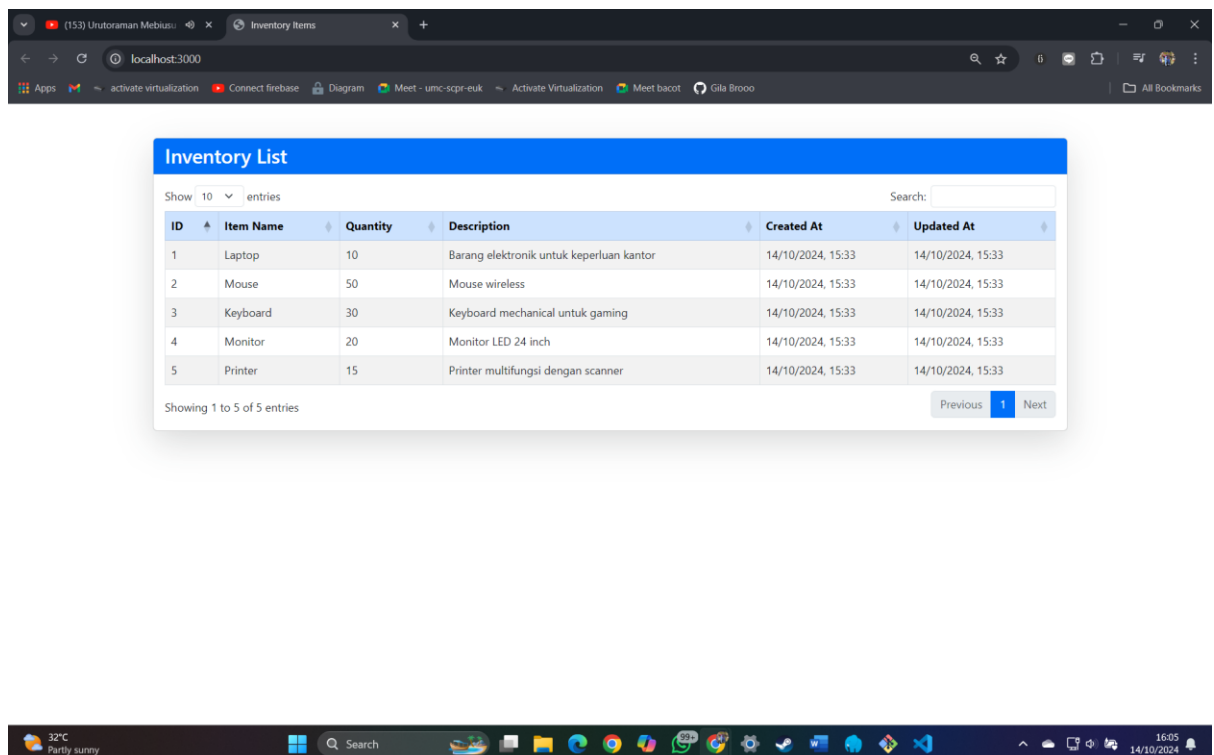 (153) Urutoraman Mebiusu
Inventory Items
localhost:3000
Apps activate virtualization Connect firebase Diagram Meet - umc-scpr-euk Activate Virtualization Meet bacot Gila Brooo All Bookmarks
Inventory List
Show 10 entries Search:
ID Item Name Quantity Description Created At Updated At
1 Laptop 10 Barang elektronik untuk keperluan kantor 14/10/2024, 15:33 14/10/2024, 15:33
2 Mouse 50 Mouse wireless 14/10/2024, 15:33 14/10/2024, 15:33
3 Keyboard 30 Keyboard mechanical untuk gaming 14/10/2024, 15:33 14/10/2024, 15:33
4 Monitor 20 Monitor LED 24 inch 14/10/2024, 15:33 14/10/2024, 15:33
5 Printer 15 Printer multifungsi dengan scanner 14/10/2024, 15:33 14/10/2024, 15:33
Showing 1 to 5 of 5 entries Previous 1 Next
32°C
Partly sunny
Search
99+
16:05
14/10/2024